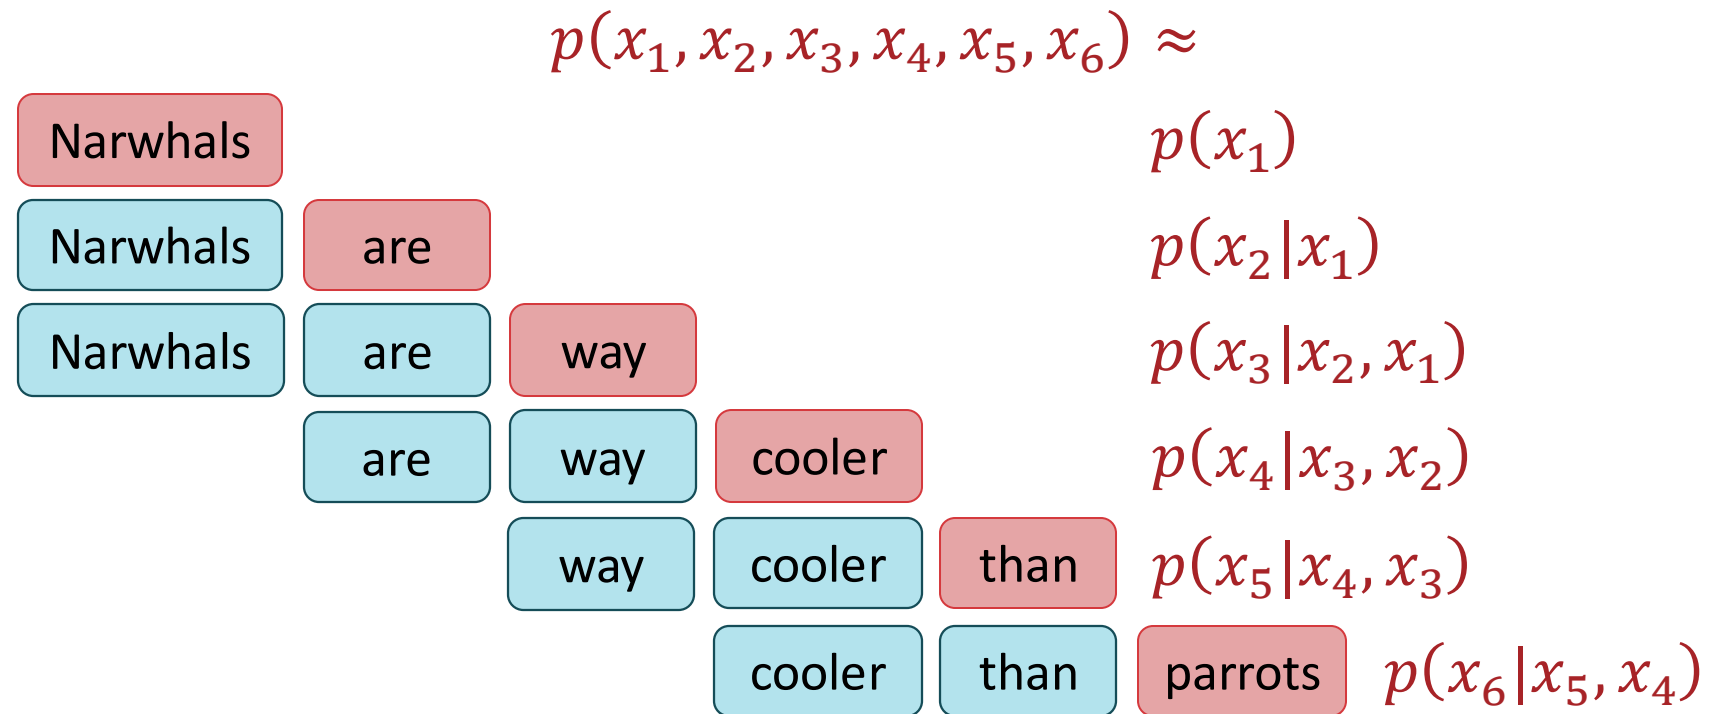 p(x₁, x₂, x₃, x₄, x₅, x₆) ≈
Narwhals p(x₁)
Narwhals are p(x₂|x₁)
Narwhals are way p(x₃|x₂, x₁)
are way cooler p(x₄|x₃, x₂)
way cooler than p(x₅|x₄, x₃)
cooler than parrots p(x₆|x₅, x₄)